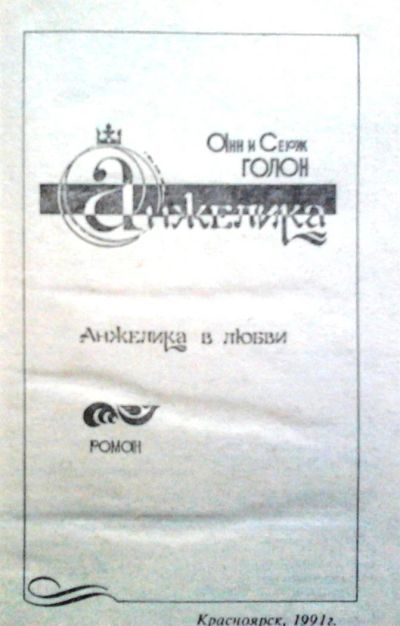 Анн и Серж
ГОЛОН
Анжелика
Анжелика в любви
РОМАН
Красноярск, 1991г.